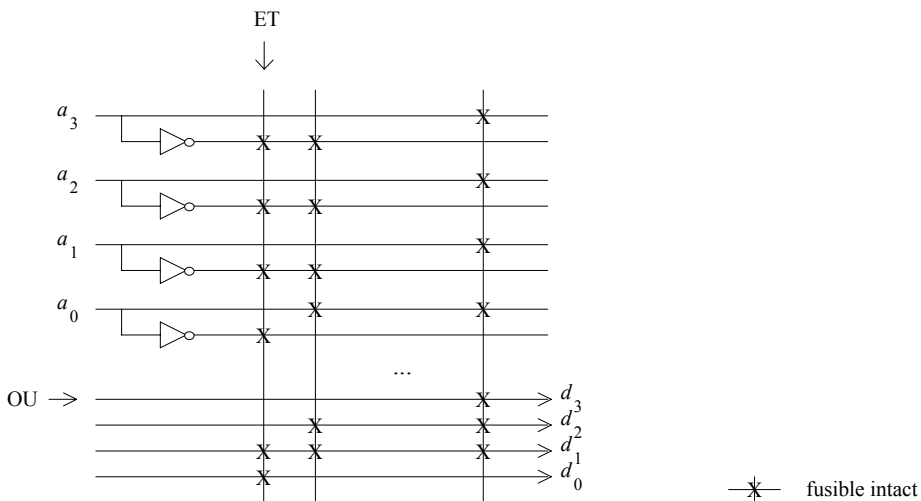 ET
a3
a2
a1
a0
...
OU
d3
d2
d1
d0
X fusible intact